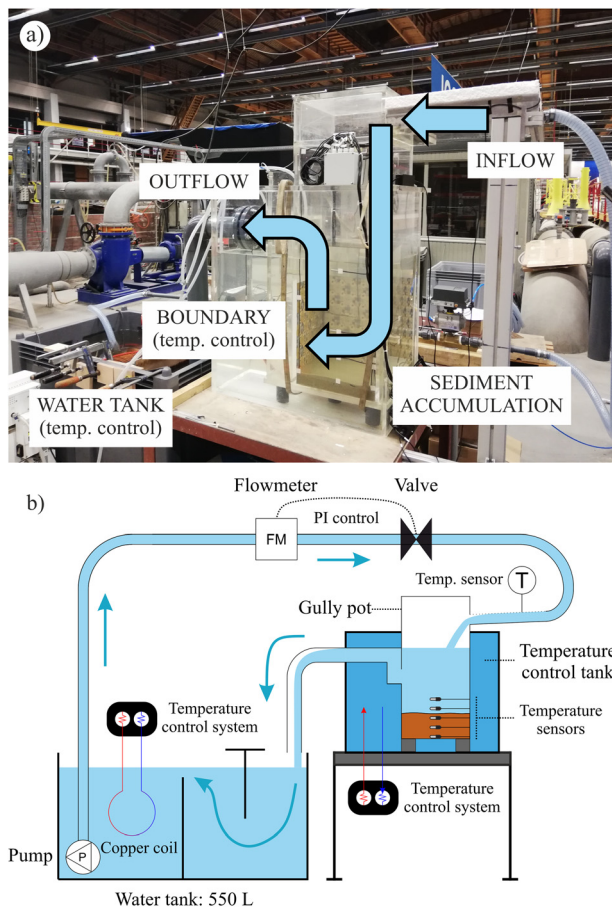 a)
INFLOW
OUTFLOW
BOUNDARY
(temp. control)
WATER TANK
(temp. control)
SEDIMENT
ACCUMULATION
b)
Flowmeter
Valve
PI control
FM
Temp. sensor
T
Gully pot
Temperature
control tank
Temperature
sensors
Temperature
control system
Temperature
control system
Copper coil
Pump
P
Water tank: 550 L